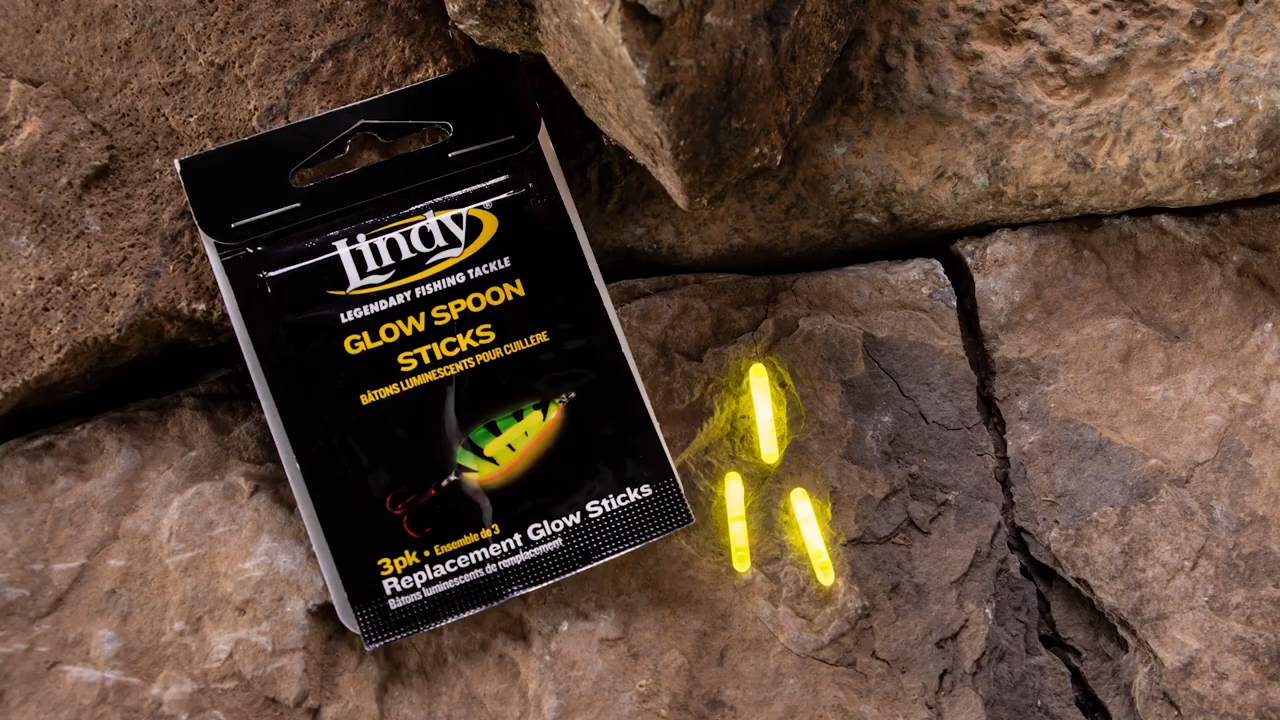 Lindy®
LEGENDARY FISHING TACKLE
GLOW SPOON
STICKS
BÂTONS LUMINESCENTS POUR CUILLERE
3pk • Ensemble de 3
Replacement Glow Sticks
Bâtons luminescents de remplacement